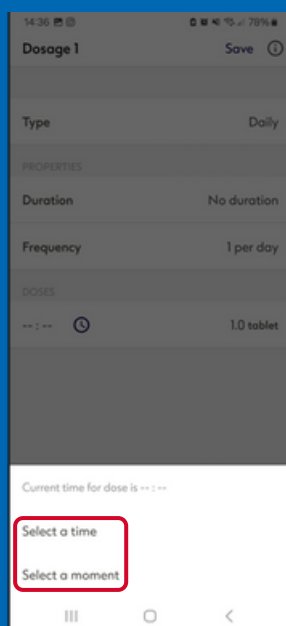 14:36 78%
Dosage 1 Save
Type Daily
PROPERTIES
Duration No duration
Frequency 1 per day
DOSES
-- : -- 1.0 tablet
Current time for dose is -- : --
Select a time
Select a moment